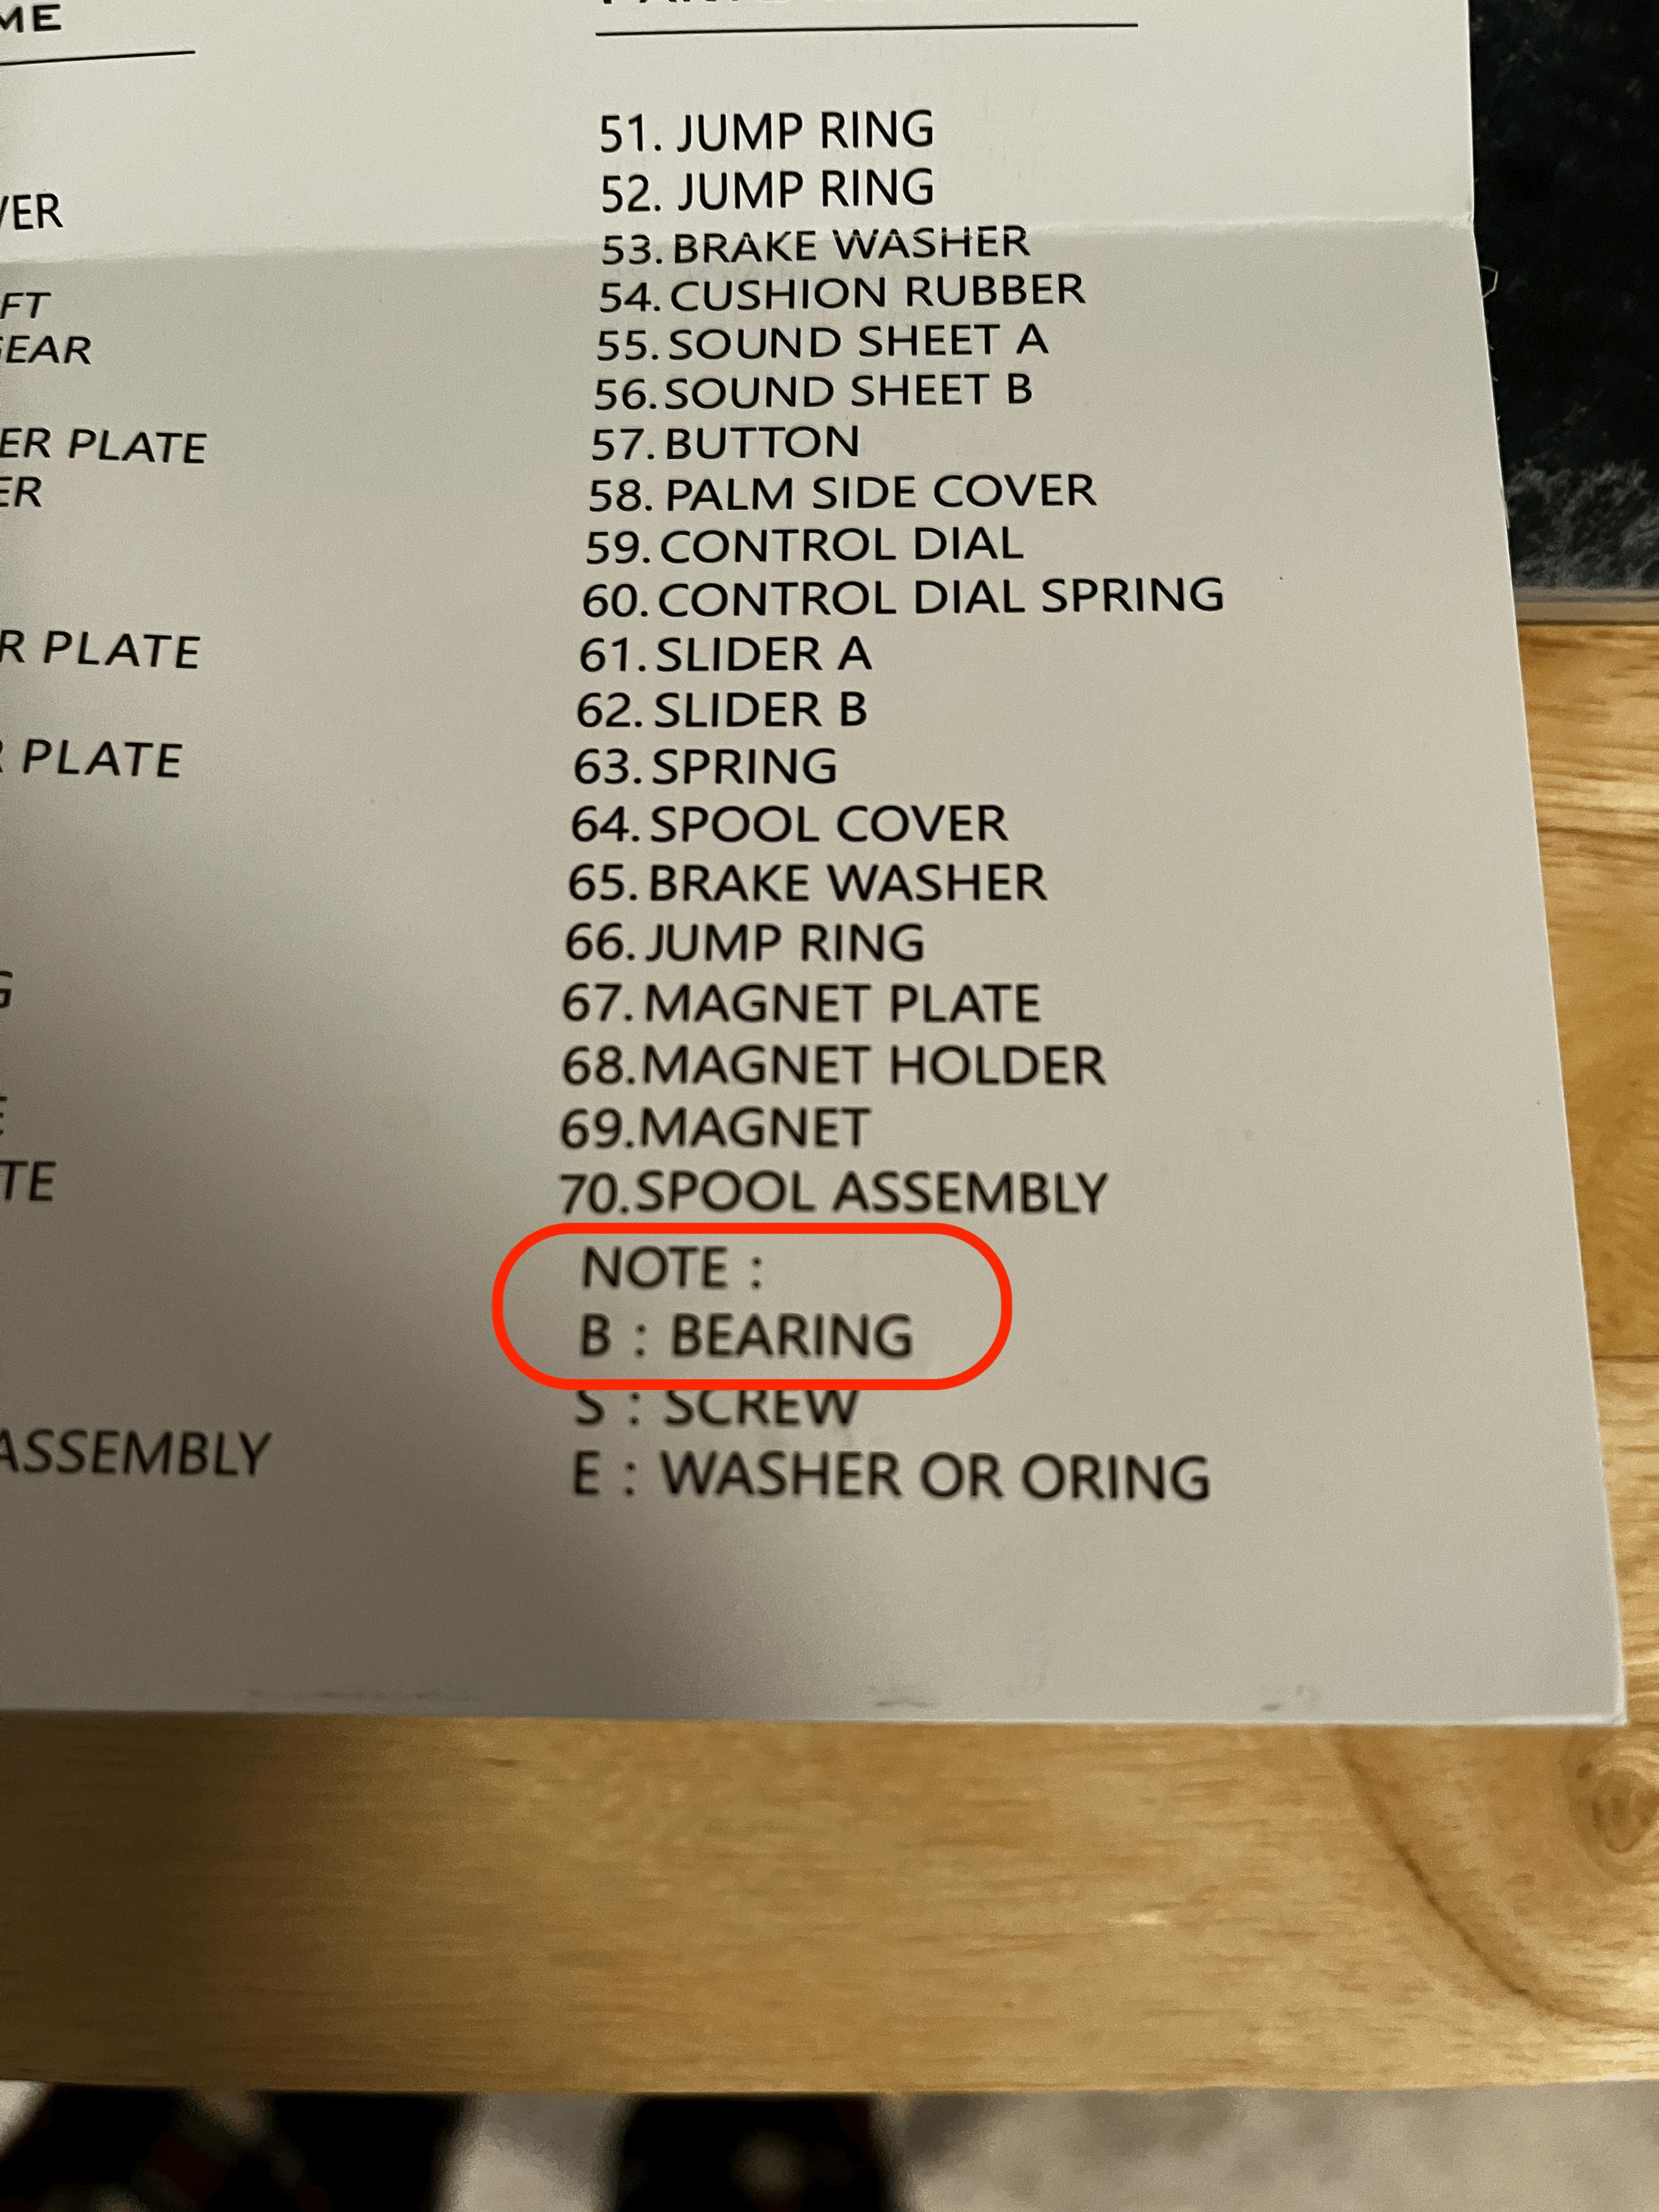 ME
VER
FT
GEAR
ER PLATE
ER
R PLATE
R PLATE
G
E
TE
ASSEMBLY
51. JUMP RING
52. JUMP RING
53. BRAKE WASHER
54. CUSHION RUBBER
55. SOUND SHEET A
56. SOUND SHEET B
57. BUTTON
58. PALM SIDE COVER
59. CONTROL DIAL
60. CONTROL DIAL SPRING
61. SLIDER A
62. SLIDER B
63. SPRING
64. SPOOL COVER
65. BRAKE WASHER
66. JUMP RING
67. MAGNET PLATE
68. MAGNET HOLDER
69. MAGNET
70. SPOOL ASSEMBLY
NOTE :
B : BEARING
S : SCREW
E : WASHER OR ORING